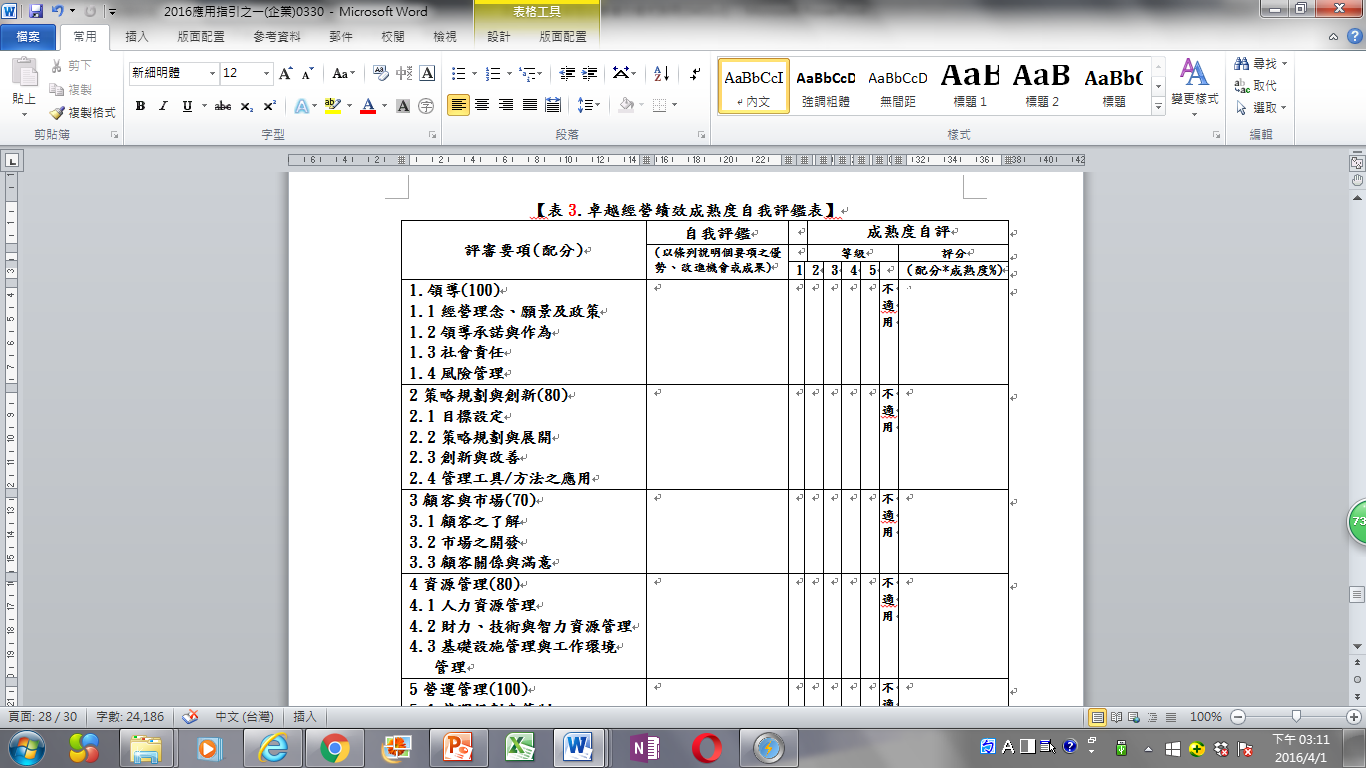 2016應用指引之一(企業)0330 - Microsoft Word
表格工具
檔案 常用 插入 版面配置 參考資料 郵件 校閱 檢視 設計 版面配置
貼上
剪下
複製
複製格式
剪貼簿
新細明體 12
字型
段落
AaBbCcI AaBbCcD AaBbCcD AaBb AaB AaBbC
內文 強調粗體 無間距 標題 1 標題 2 標題
變更樣式
樣式
尋找
取代
選取
編輯
【表 3.卓越經營績效成熟度自我評鑑表】
評審要項(配分)
自我評鑑
(以條列說明個要項之優
勢、改進機會或成果)
成熟度自評
等級 評分
1 2 3 4 5 (配分*成熟度%)
1.領導(100)
1.1 經營理念、願景及政策
1.2 領導承諾與作為
1.3 社會責任
1.4 風險管理
不
適
用
2 策略規劃與創新(80)
2.1 目標設定
2.2 策略規劃與展開
2.3 創新與改善
2.4 管理工具/方法之應用
不
適
用
3 顧客與市場(70)
3.1 顧客之了解
3.2 市場之開發
3.3 顧客關係與滿意
不
適
用
4 資源管理(80)
4.1 人力資源管理
4.2 財力、技術與智力資源管理
4.3 基礎設施管理與工作環境
管理
不
適
用
5 營運管理(100)
不
適
73
頁面: 28 / 30 字數: 24,186 中文 (台灣) 插入 100%
下午 03:11
2016/4/1